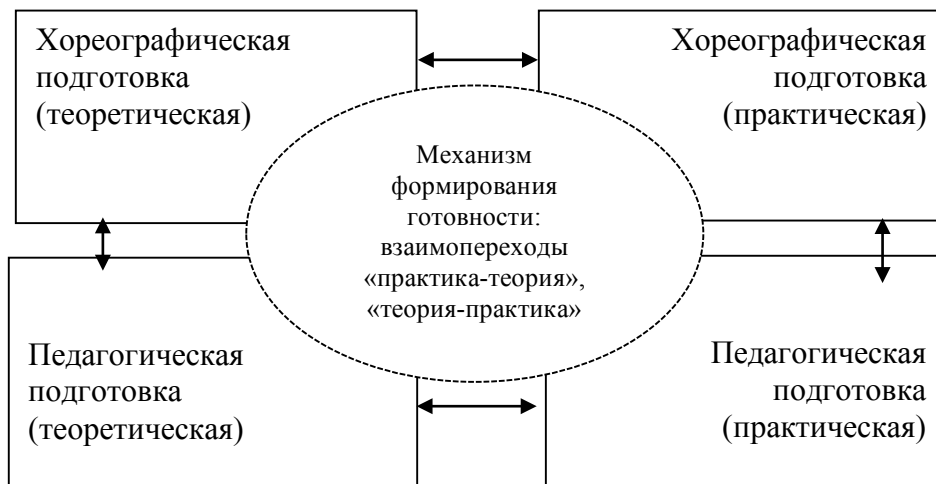 Хореографическая
подготовка
(теоретическая)
Хореографическая
подготовка
(практическая)
Механизм
формирования
готовности:
взаимопереходы
«практика-теория»,
«теория-практика»
Педагогическая
подготовка
(теоретическая)
Педагогическая
подготовка
(практическая)